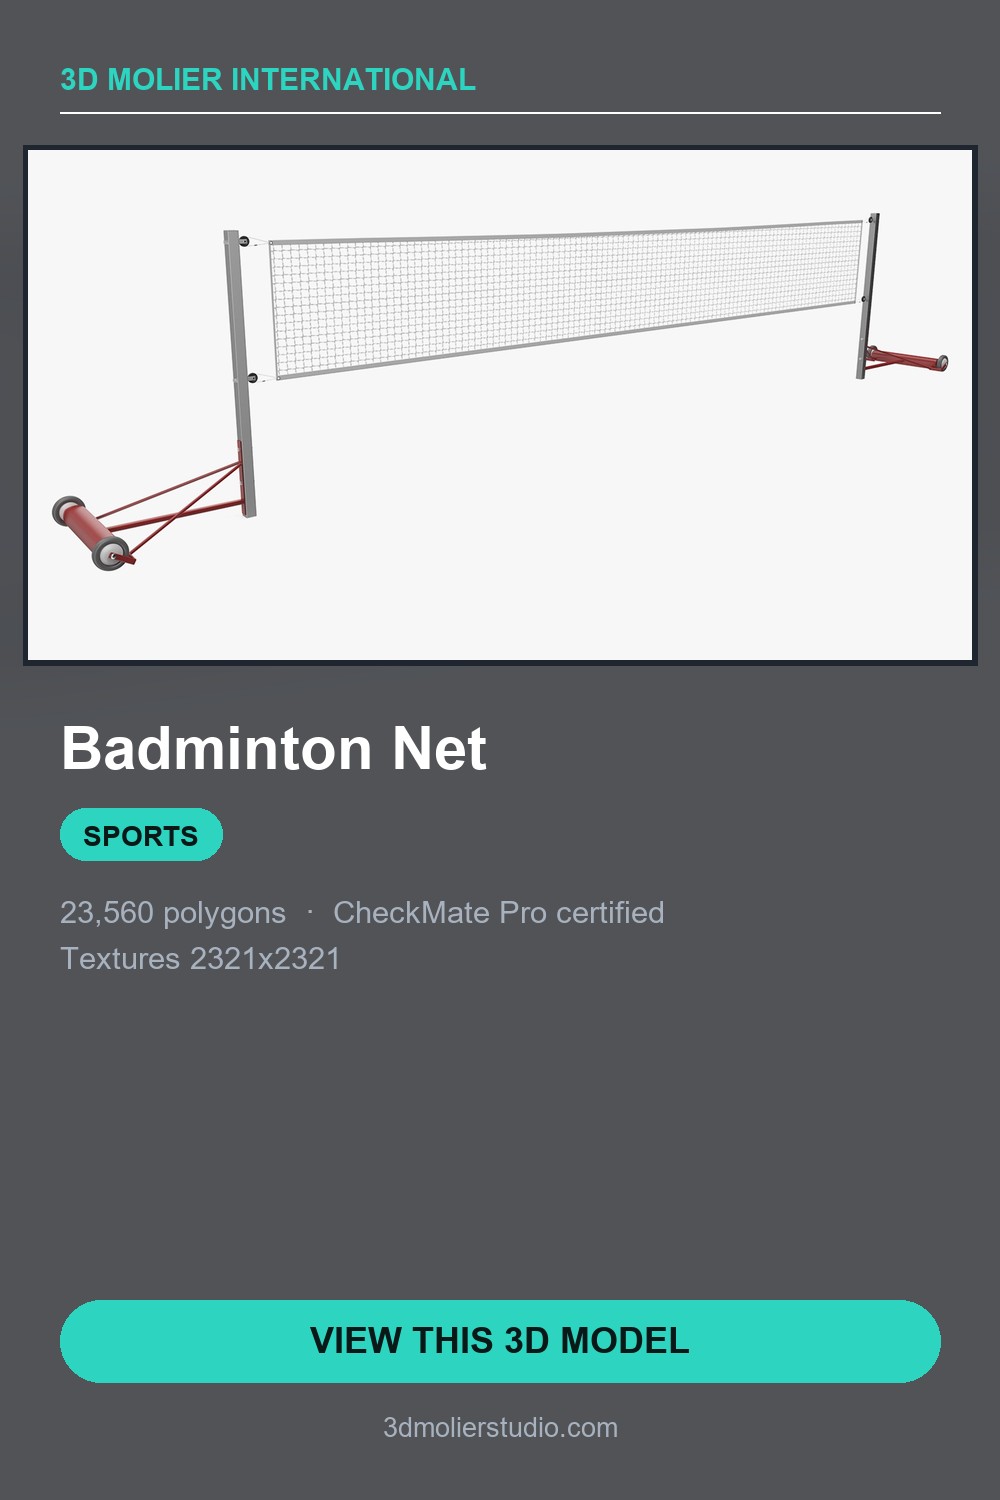 3D MOLIER INTERNATIONAL
Badminton Net
SPORTS
23,560 polygons · CheckMate Pro certified
Textures 2321x2321
VIEW THIS 3D MODEL
3dmolierstudio.com